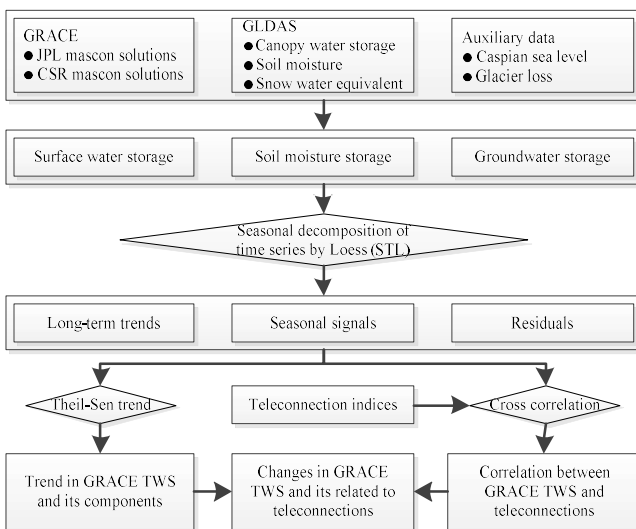 GRACE
● JPL mascon solutions
● CSR mascon solutions
GLDAS
● Canopy water storage
● Soil moisture
● Snow water equivalent
Auxiliary data
● Caspian sea level
● Glacier loss
Surface water storage
Soil moisture storage
Groundwater storage
Seasonal decomposition of
time series by Loess (STL)
Long-term trends
Seasonal signals
Residuals
Theil-Sen trend
Teleconnection indices
Cross correlation
Trend in GRACE TWS
and its components
Changes in GRACE
TWS and its related to
teleconnections
Correlation between
GRACE TWS and
teleconnections